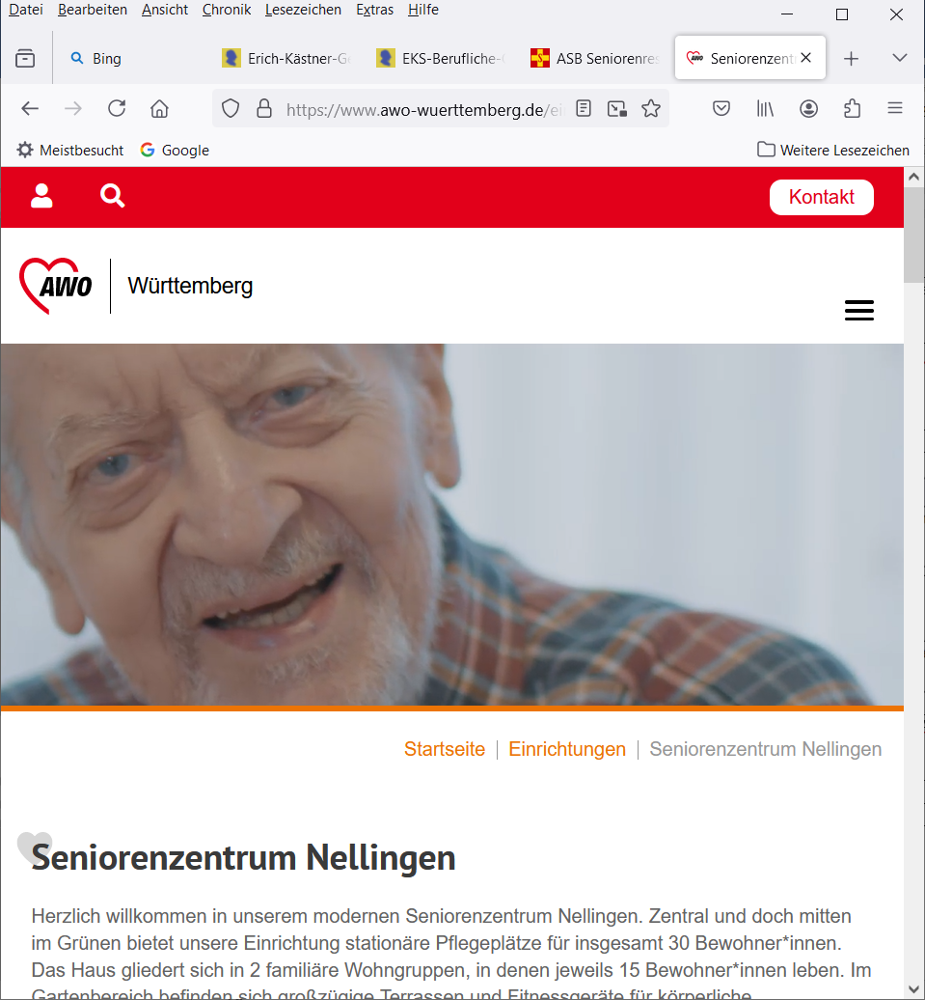 Datei Bearbeiten Ansicht Chronik Lesezeichen Extras Hilfe
Bing Erich-Kästner-G EKS-Berufliche- ASB Seniorenres Seniorenzent
https://www.awo-wuerttemberg.de/ei
Meistbesucht Google Weitere Lesezeichen
Kontakt
AWO Württemberg
Startseite | Einrichtungen | Seniorenzentrum Nellingen
Seniorenzentrum Nellingen
Herzlich willkommen in unserem modernen Seniorenzentrum Nellingen. Zentral und doch mitten
im Grünen bietet unsere Einrichtung stationäre Pflegeplätze für insgesamt 30 Bewohner*innen.
Das Haus gliedert sich in 2 familiäre Wohngruppen, in denen jeweils 15 Bewohner*innen leben. Im
Gartenbereich befinden sich großzügige Terrassen und Fitnessgeräte für körperliche